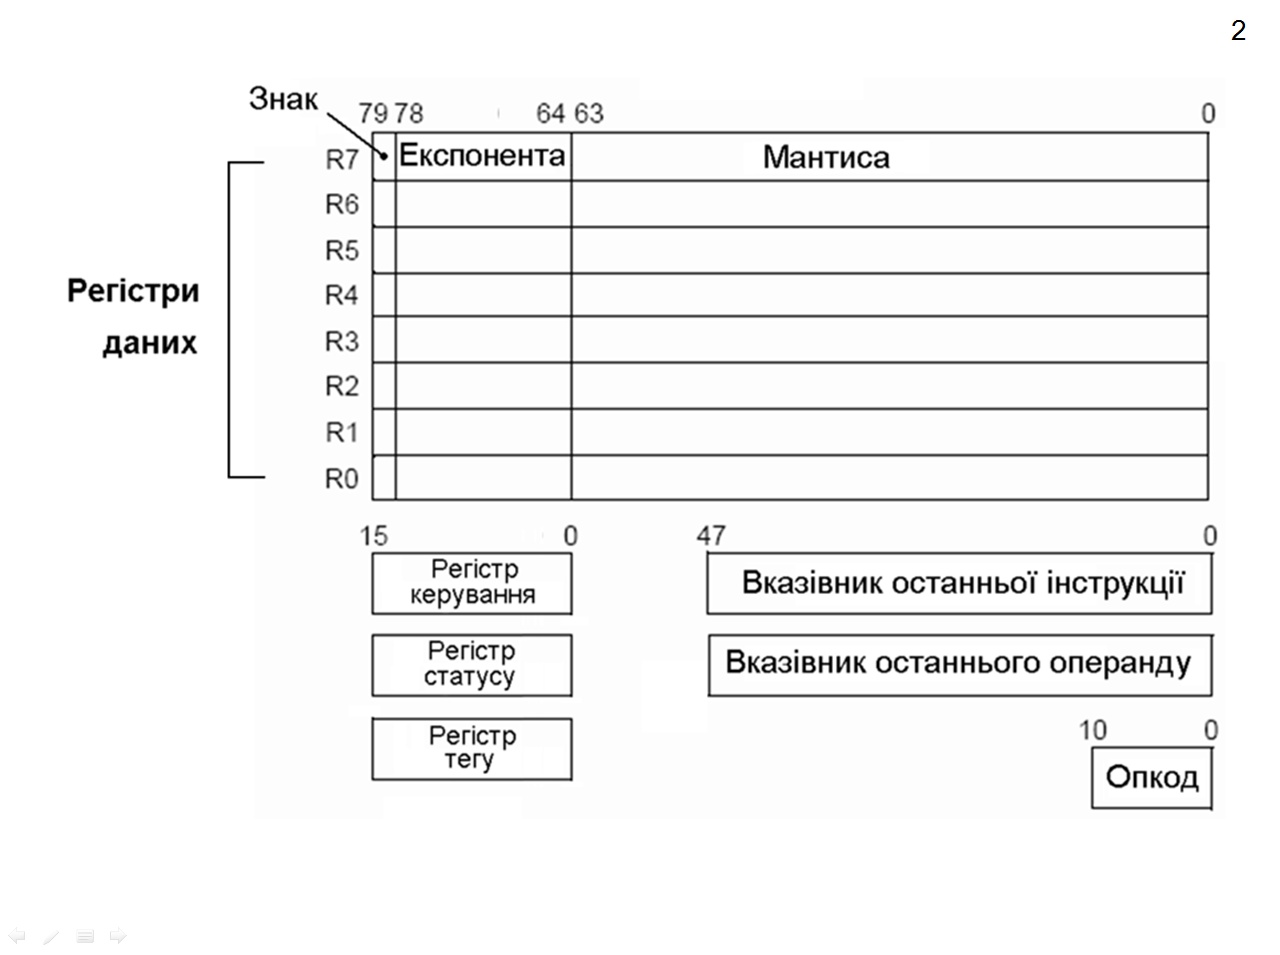 2
Знак
79 78 64 63 0
R7 Експонента Мантиса
R6
R5
Регістри
R4
R3
даних
R2
R1
R0
15 0 47 0
Регістр
керування
Вказівник останньої інструкції
Регістр
статусу
Вказівник останнього операнду
Регістр
тегу
10 0
Опкод